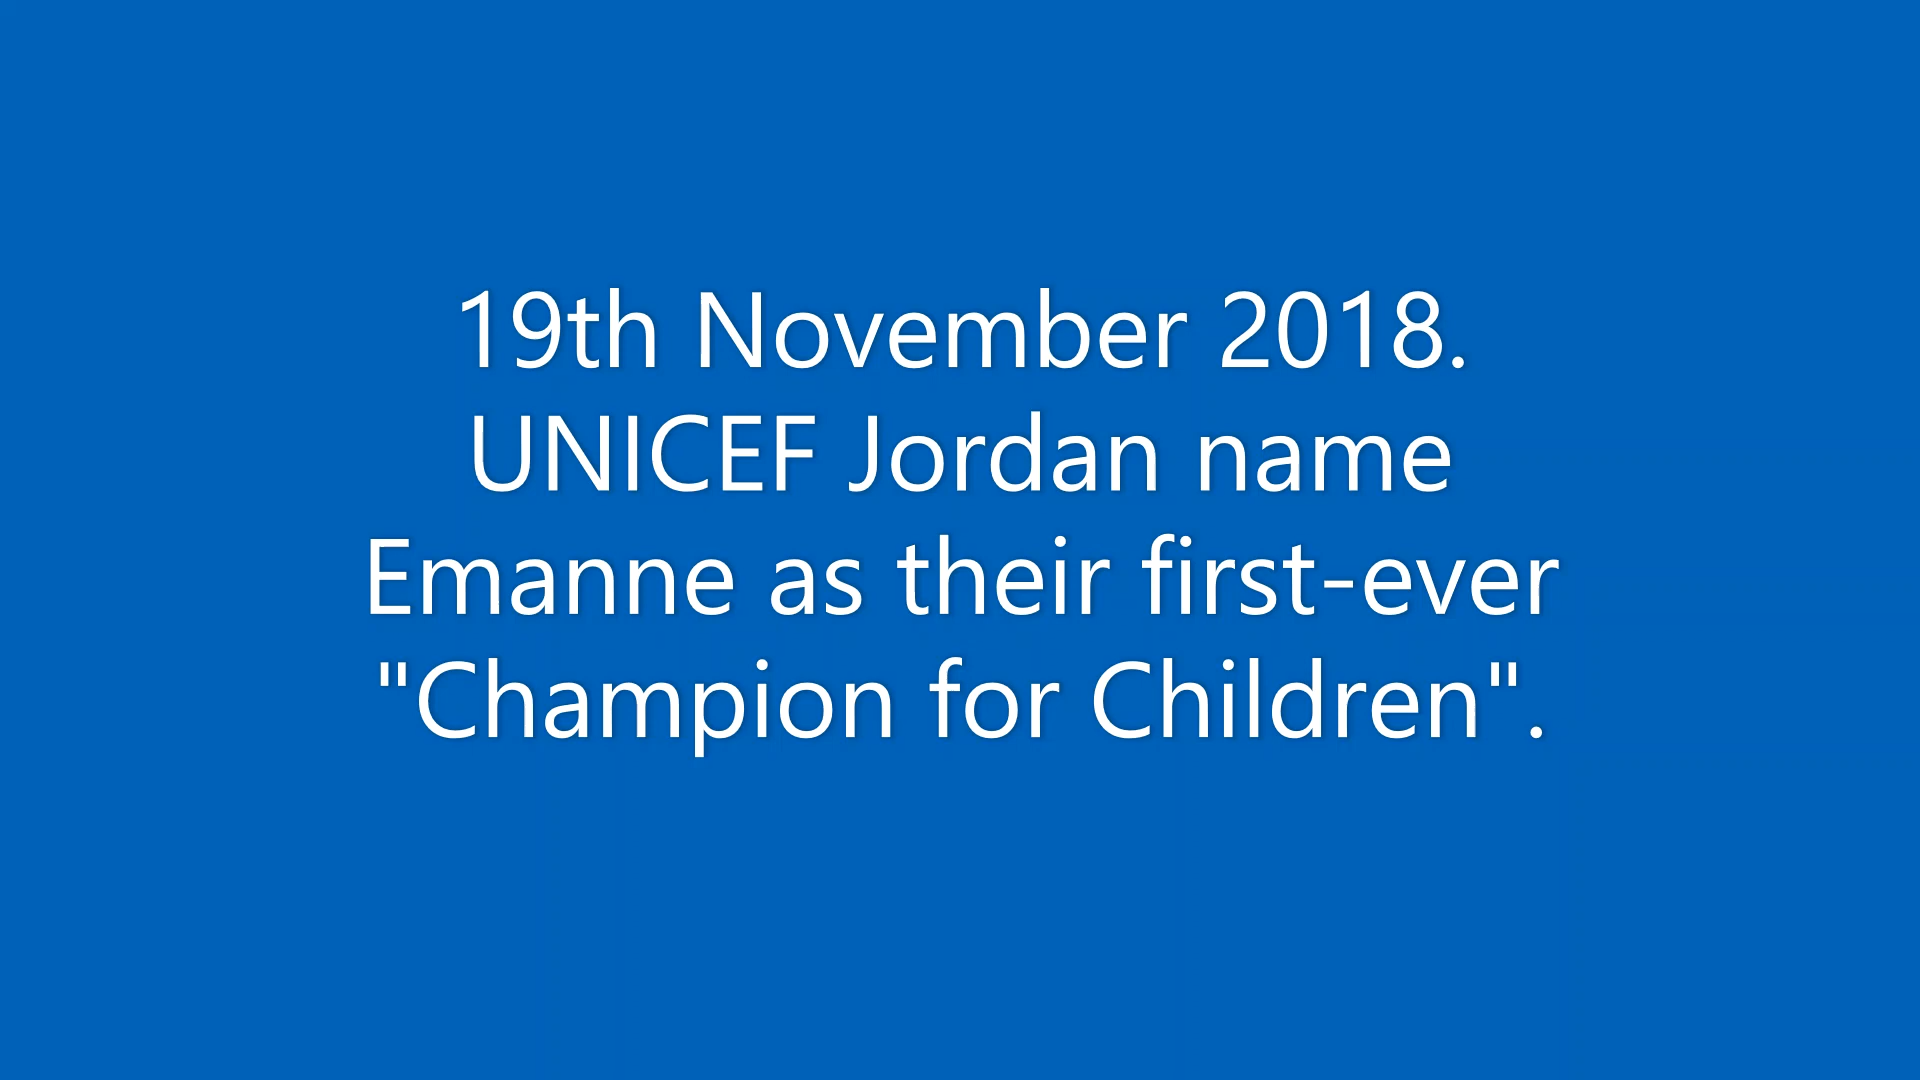 19th November 2018.
UNICEF Jordan name
Emanne as their first-ever
"Champion for Children".